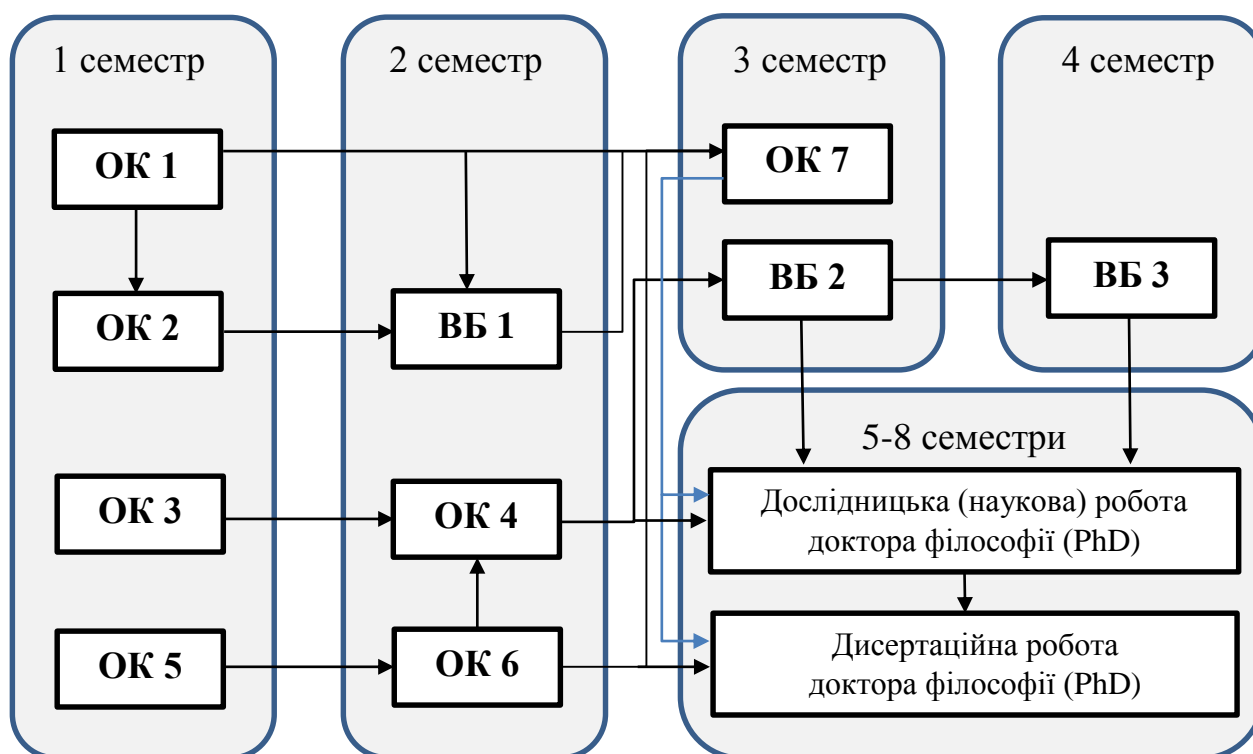 1 семестр
2 семестр
3 семестр
4 семестр
ОК 1
ОК 7
ОК 2
ВБ 1
ВБ 2
ВБ 3
5-8 семестри
ОК 3
ОК 4
Дослідницька (наукова) робота
доктора філософії (PhD)
ОК 5
ОК 6
Дисертаційна робота
доктора філософії (PhD)